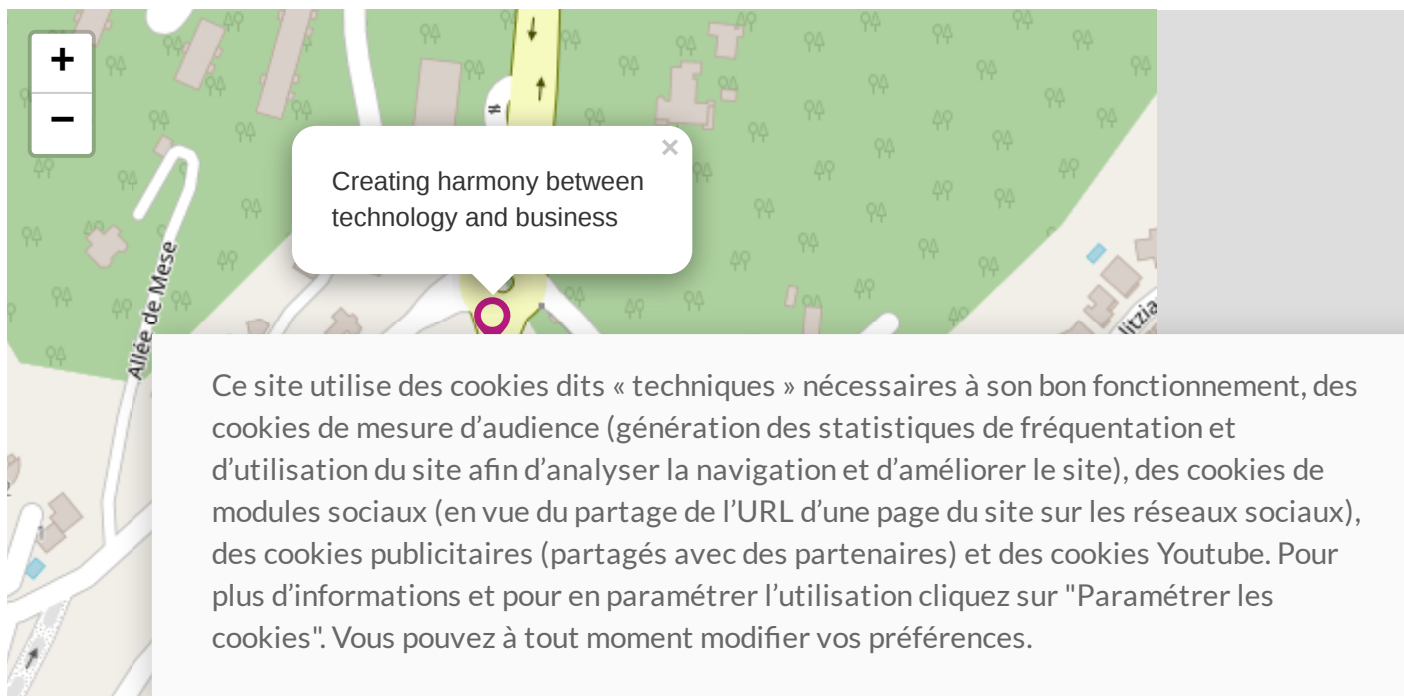 +
−
×
Creating harmony between
technology and business
Allée de Mese
litzia
Ce site utilise des cookies dits « techniques » nécessaires à son bon fonctionnement, des
cookies de mesure d’audience (génération des statistiques de fréquentation et
d’utilisation du site afin d’analyser la navigation et d’améliorer le site), des cookies de
modules sociaux (en vue du partage de l’URL d’une page du site sur les réseaux sociaux),
des cookies publicitaires (partagés avec des partenaires) et des cookies Youtube. Pour
plus d’informations et pour en paramétrer l’utilisation cliquez sur "Paramétrer les
cookies". Vous pouvez à tout moment modifier vos préférences.